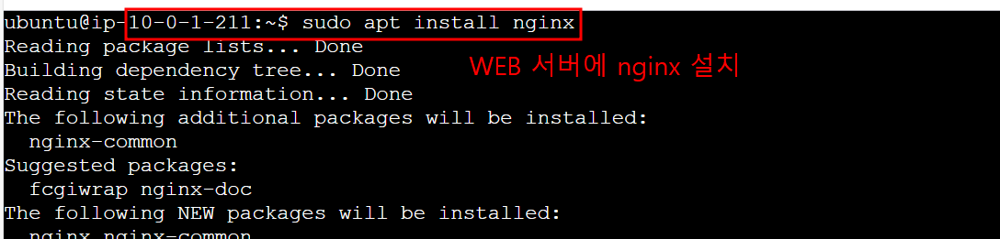 ubuntu@ip-10-0-1-211:~$ sudo apt install nginx
Reading package lists... Done
Building dependency tree... Done
WEB 서버에 nginx 설치
Reading state information... Done
The following additional packages will be installed:
  nginx-common
Suggested packages:
  fcgiwrap nginx-doc
The following NEW packages will be installed:
  nginx nginx-common